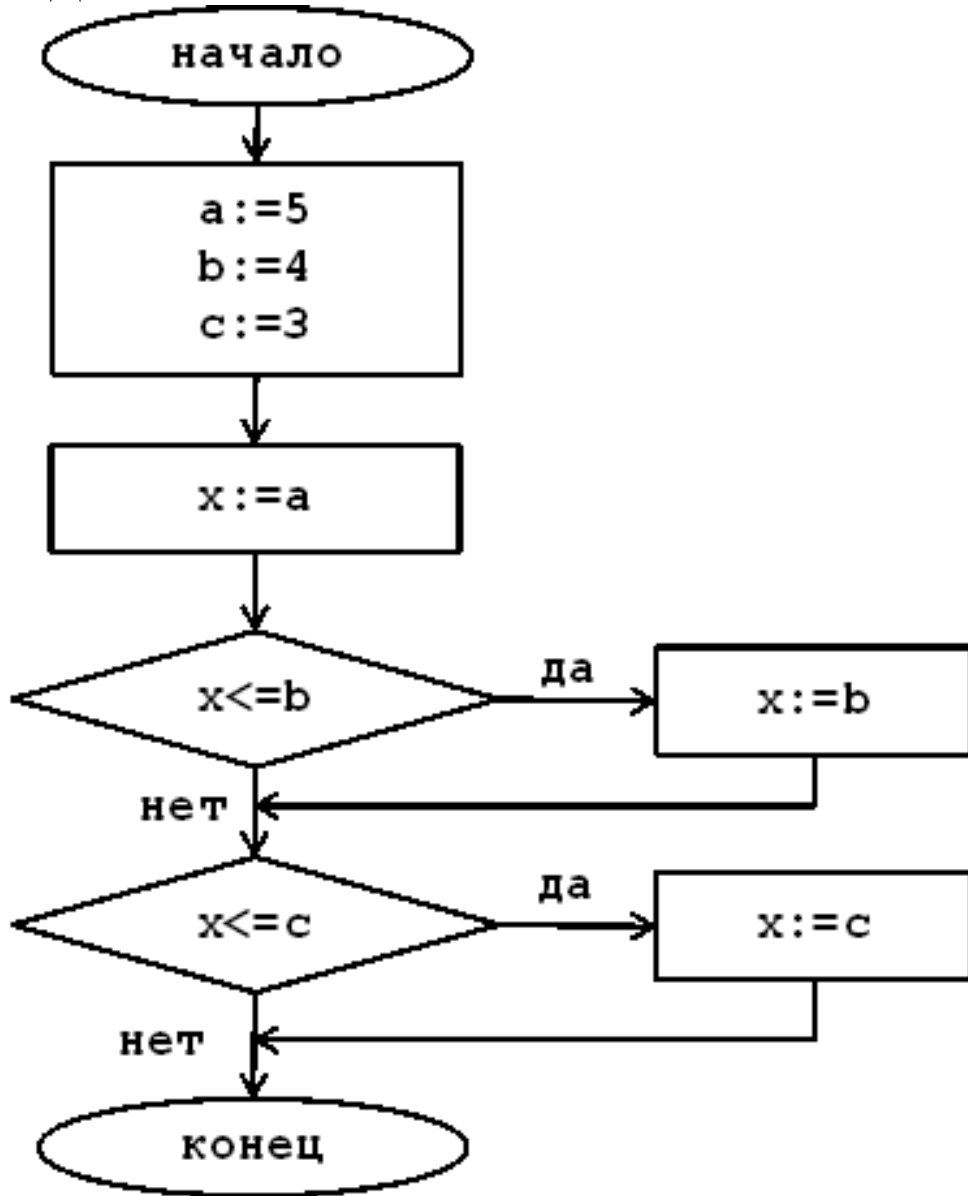 начало
a:=5
b:=4
c:=3
x:=a
x<=b
да
x:=b
нет
x<=c
да
x:=c
нет
конец